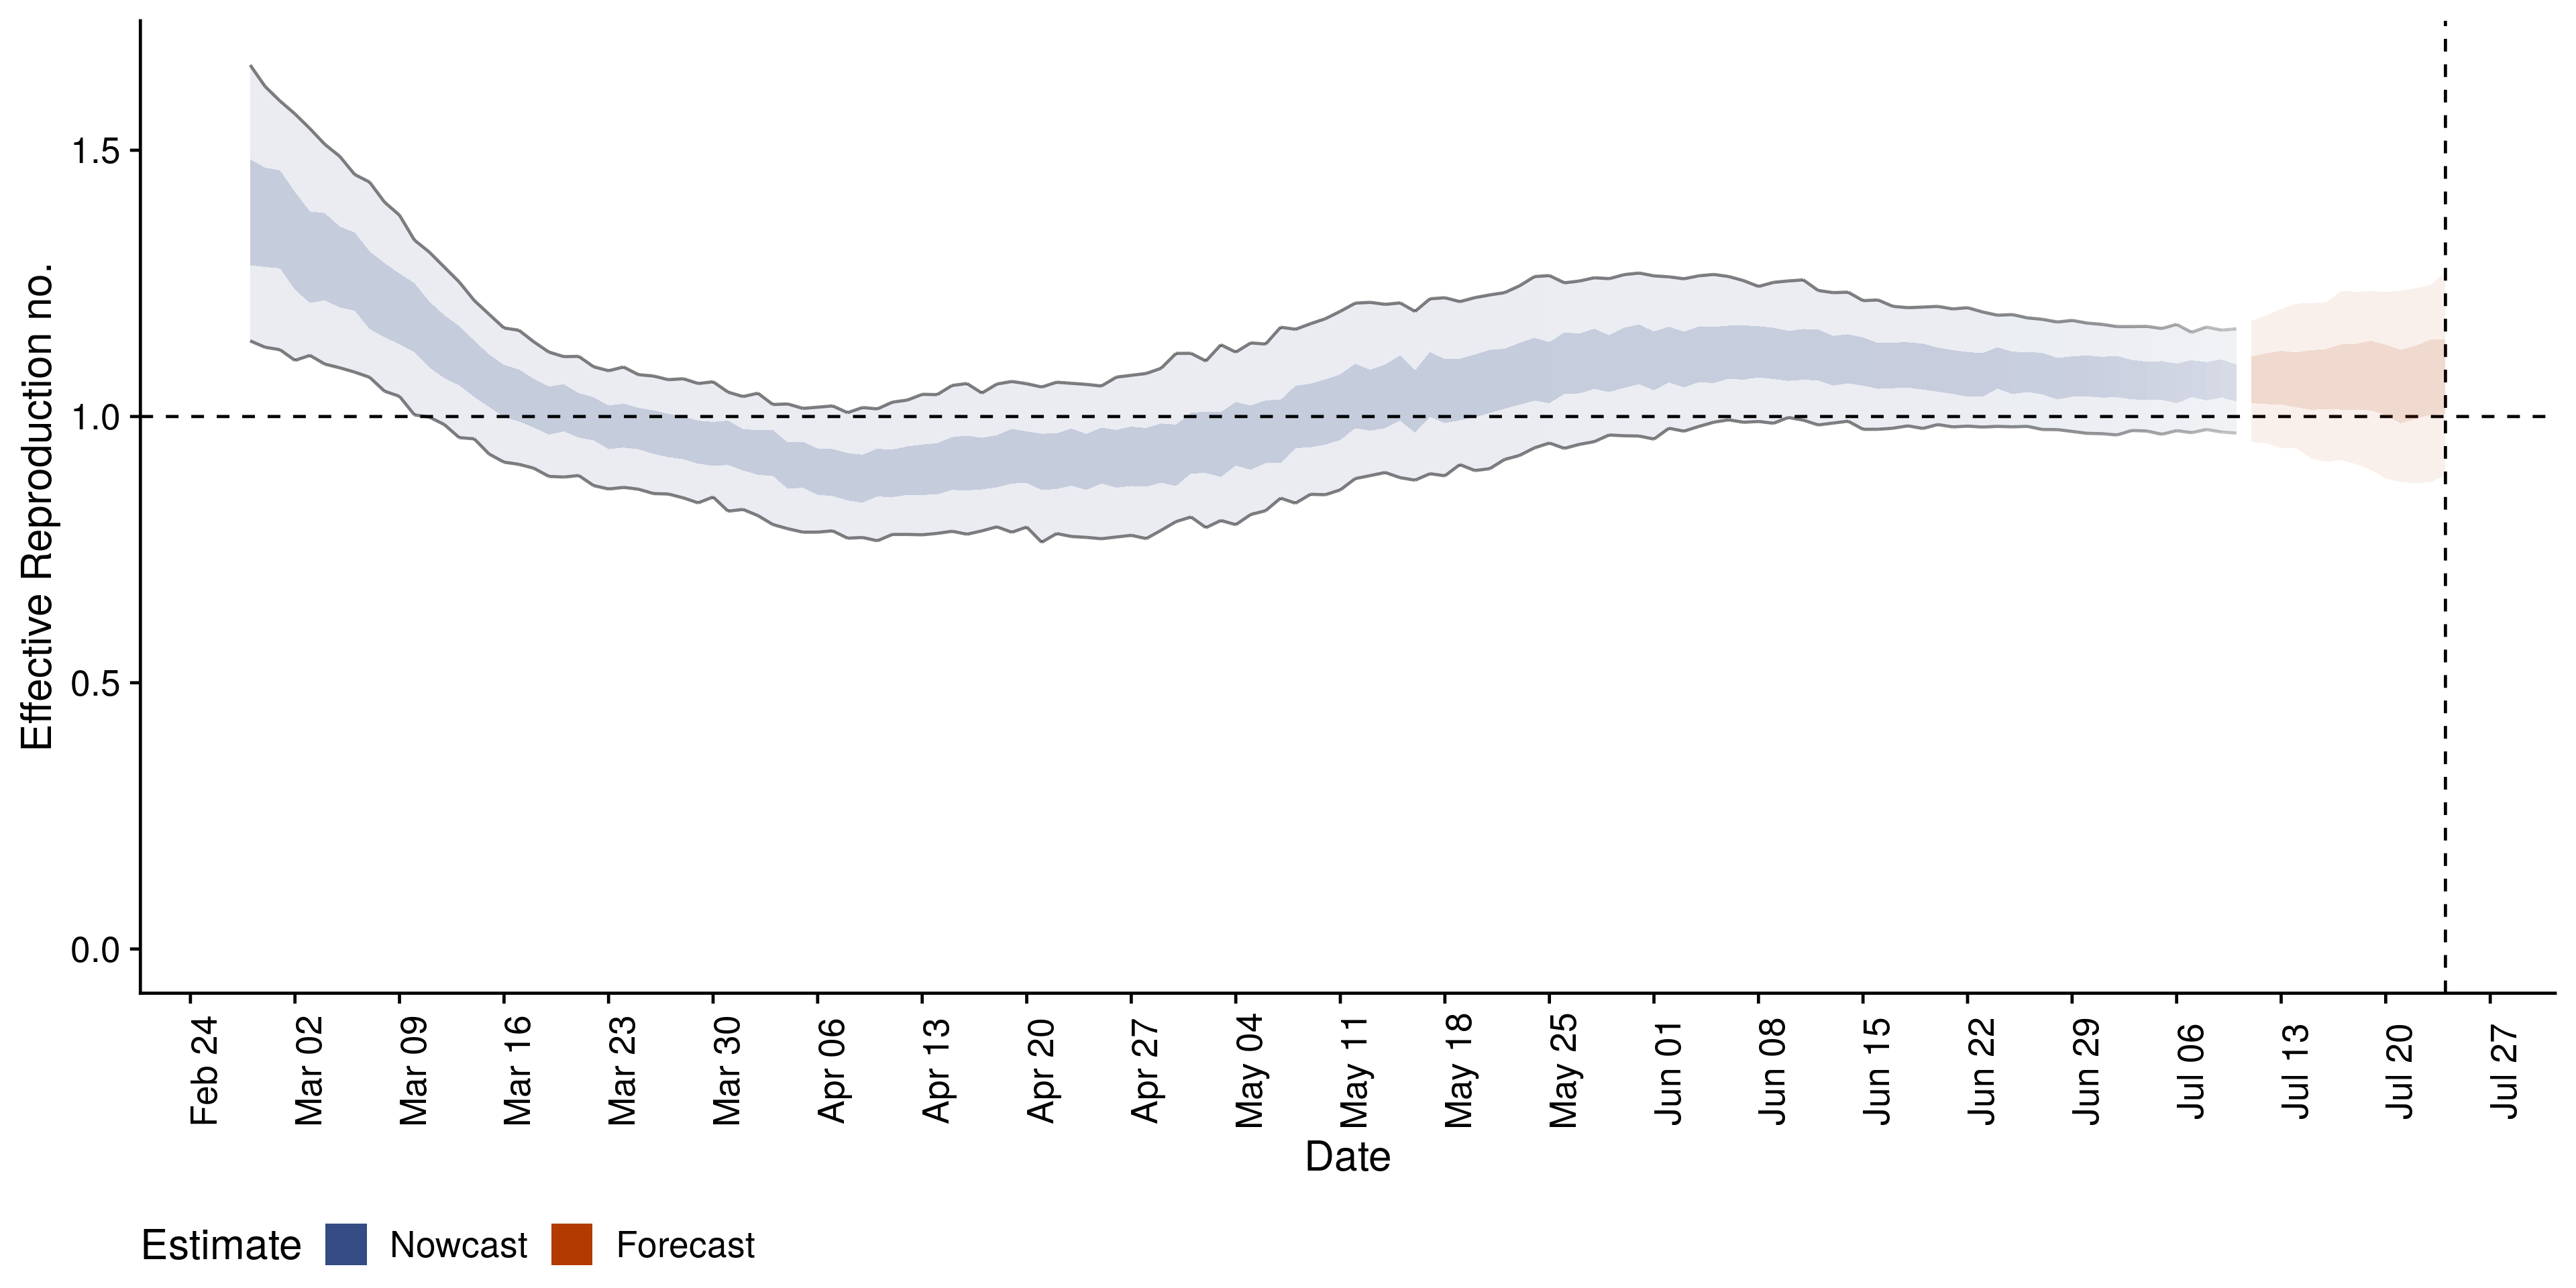 Effective Reproduction no.
1.5
1.0
0.5
0.0
Feb 24
Mar 02
Mar 09
Mar 16
Mar 23
Mar 30
Apr 06
Apr 13
Apr 20
Apr 27
May 04
May 11
May 18
May 25
Jun 01
Jun 08
Jun 15
Jun 22
Jun 29
Jul 06
Jul 13
Jul 20
Jul 27
Date
Estimate Nowcast Forecast